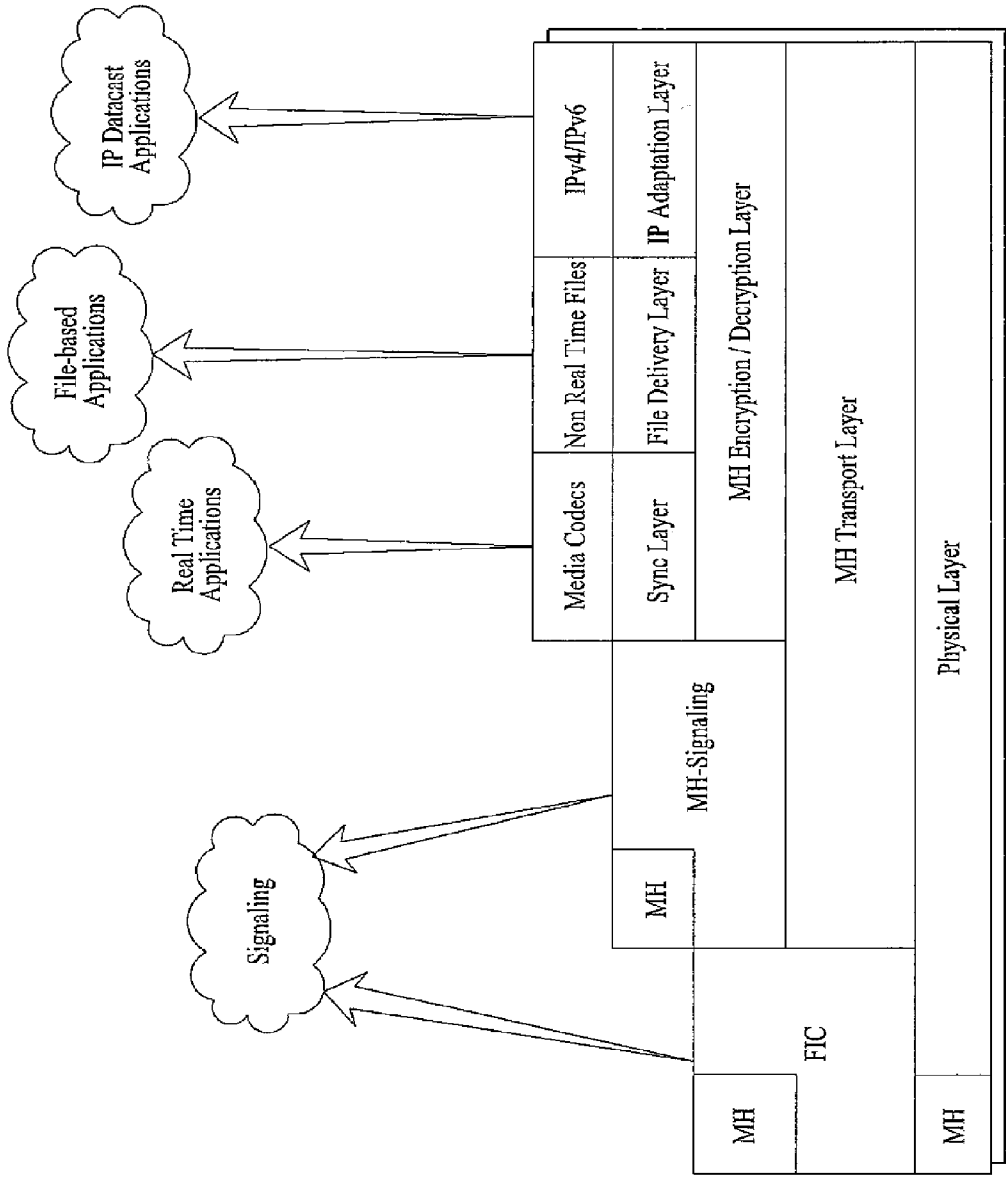 Signaling
Real Time
Applications
File-based
Applications
IP Datacast
Applications
Media Codecs
Non Real Time Files
IPv4/IPv6
MH
MH-Signaling
Sync Layer
File Delivery Layer
IP Adaptation Layer
MH
FIC
MH Encryption / Decryption Layer
MH Transport Layer
MH
Physical Layer